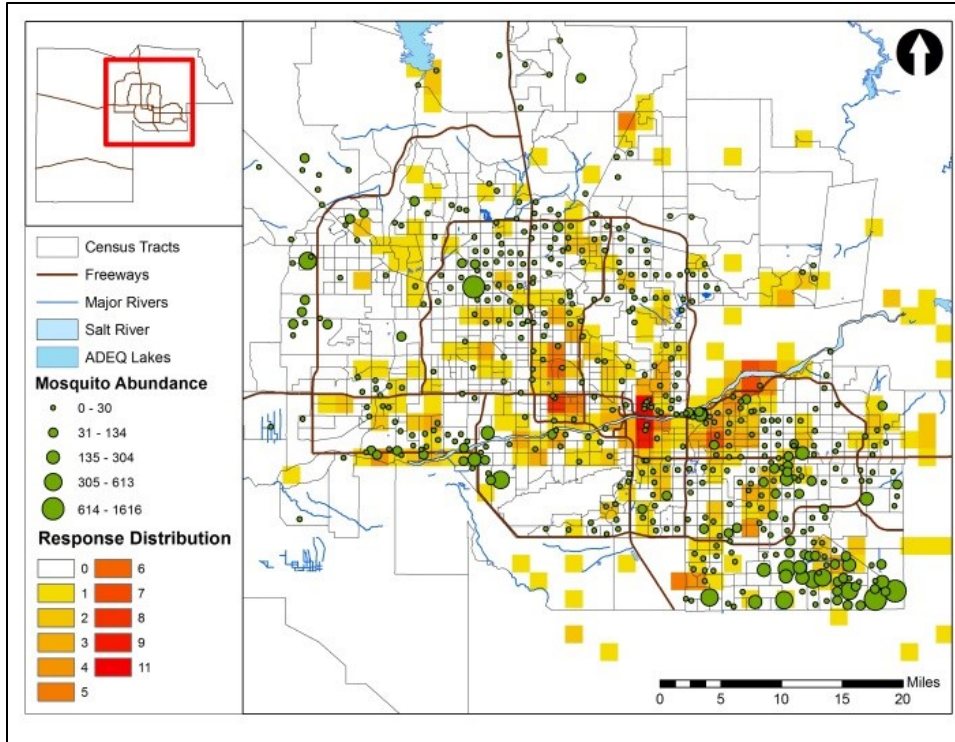 Census Tracts
Freeways
Major Rivers
Salt River
ADEQ Lakes
Mosquito Abundance
0 - 30
31 - 134
135 - 304
305 - 613
614 - 1616
Response Distribution
0 6
1 7
2 8
3 9
4 11
5
Miles
0 5 10 15 20